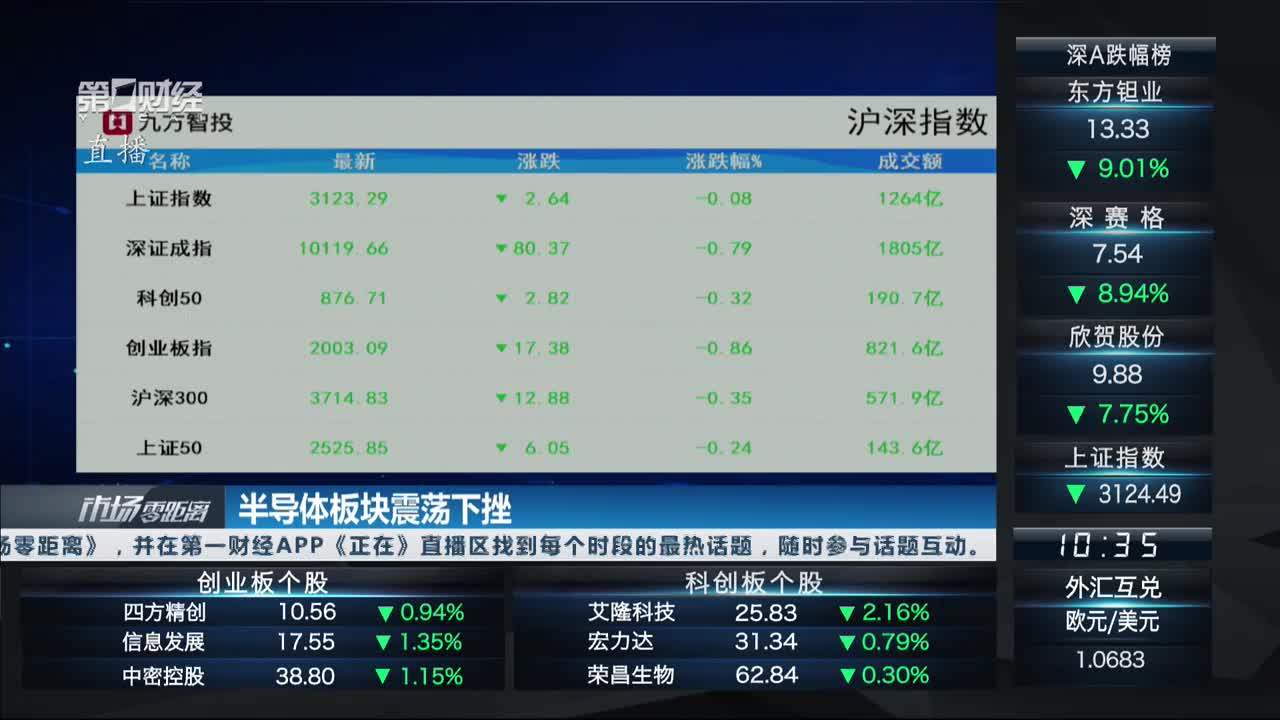 第一财经
直播
九方智投
沪深指数
名称 最新 涨跌 涨跌幅% 成交额
上证指数 3123.29 ▼ 2.64 -0.08 1264亿
深证成指 10119.66 ▼ 80.37 -0.79 1805亿
科创50 876.71 ▼ 2.82 -0.32 190.7亿
创业板指 2003.09 ▼ 17.38 -0.86 821.6亿
沪深300 3714.83 ▼ 12.88 -0.35 571.9亿
上证50 2525.85 ▼ 6.05 -0.24 143.6亿
市场零距离
半导体板块震荡下挫
场零距离》，并在第一财经APP《正在》直播区找到每个时段的最热话题，随时参与话题互动。
创业板个股
四方精创 10.56 ▼ 0.94%
信息发展 17.55 ▼ 1.35%
中密控股 38.80 ▼ 1.15%
科创板个股
艾隆科技 25.83 ▼ 2.16%
宏力达 31.34 ▼ 0.79%
荣昌生物 62.84 ▼ 0.30%
深A跌幅榜
东方钽业
13.33
▼ 9.01%
深赛格
7.54
▼ 8.94%
欣贺股份
9.88
▼ 7.75%
上证指数
▼ 3124.49
10:35
外汇互兑
欧元/美元
1.0683